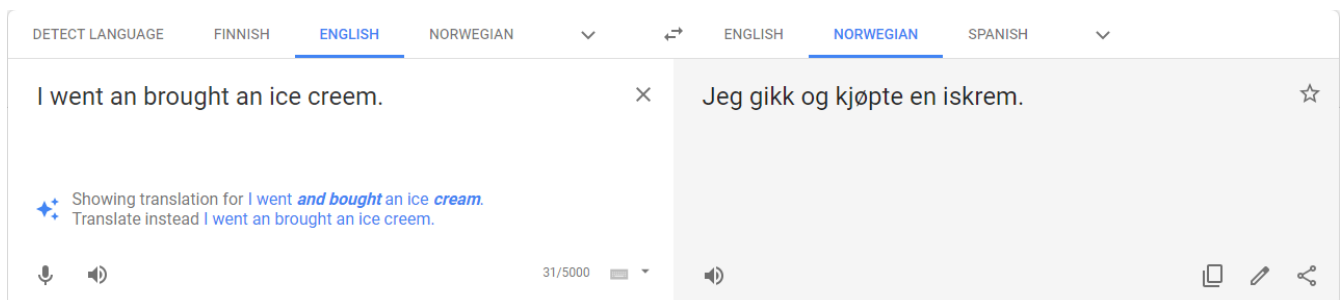 DETECT LANGUAGE FINNISH ENGLISH NORWEGIAN ENGLISH NORWEGIAN SPANISH
I went an brought an ice creem.
Jeg gikk og kjøpte en iskrem.
Showing translation for I went and bought an ice cream.
Translate instead I went an brought an ice creem.
31/5000